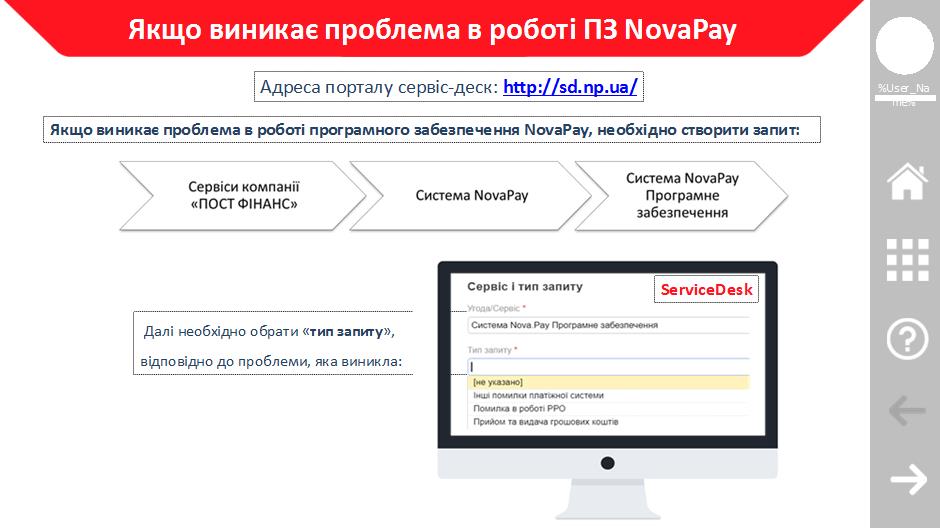 Якщо виникає проблема в роботі ПЗ NovaPay
%User_Na
me%
Адреса порталу сервіс-деск: http://sd.np.ua/
Якщо виникає проблема в роботі програмного забезпечення NovaPay, необхідно створити запит:
Сервіси компанії
«ПОСТ ФІНАНС»
Система NovaPay
Система NovaPay
Програмне
забезпечення
Далі необхідно обрати «тип запиту»,
відповідно до проблеми, яка виникла:
Сервіс і тип запиту
ServiceDesk
Угода/Сервіс *
Система Nova.Pay Програмне забезпечення
Тип запиту *
[не указано]
Інші помилки платіжної системи
Помилка в роботі РРО
Прийом та видача грошових коштів